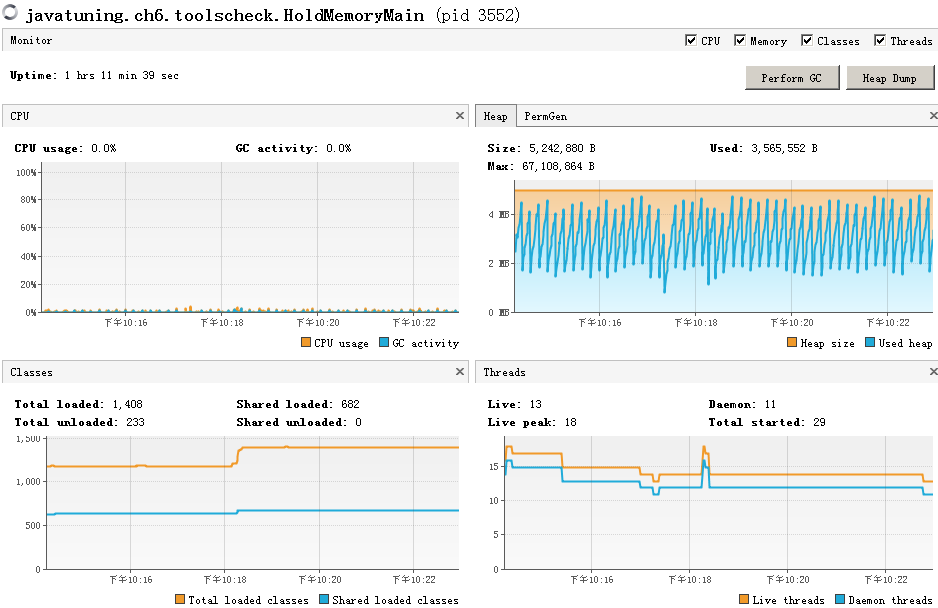 javatuning.ch6.toolscheck.HoldMemoryMain (pid 3552)
Monitor
CPU Memory Classes Threads
Uptime: 1 hrs 11 min 39 sec
Perform GC Heap Dump
CPU
CPU usage: 0.0% GC activity: 0.0%
100%
80%
60%
40%
20%
0%
下午10:16 下午10:18 下午10:20 下午10:22
CPU usage GC activity
Heap PermGen
Size: 5,242,880 B Used: 3,565,552 B
Max: 67,108,864 B
4 MB
2 MB
0 MB
下午10:16 下午10:18 下午10:20 下午10:22
Heap size Used heap
Classes
Total loaded: 1,408 Shared loaded: 682
Total unloaded: 233 Shared unloaded: 0
1,500
1,000
500
0
下午10:16 下午10:18 下午10:20 下午10:22
Total loaded classes Shared loaded classes
Threads
Live: 13 Daemon: 11
Live peak: 18 Total started: 29
15
10
5
0
下午10:16 下午10:18 下午10:20 下午10:22
Live threads Daemon threads